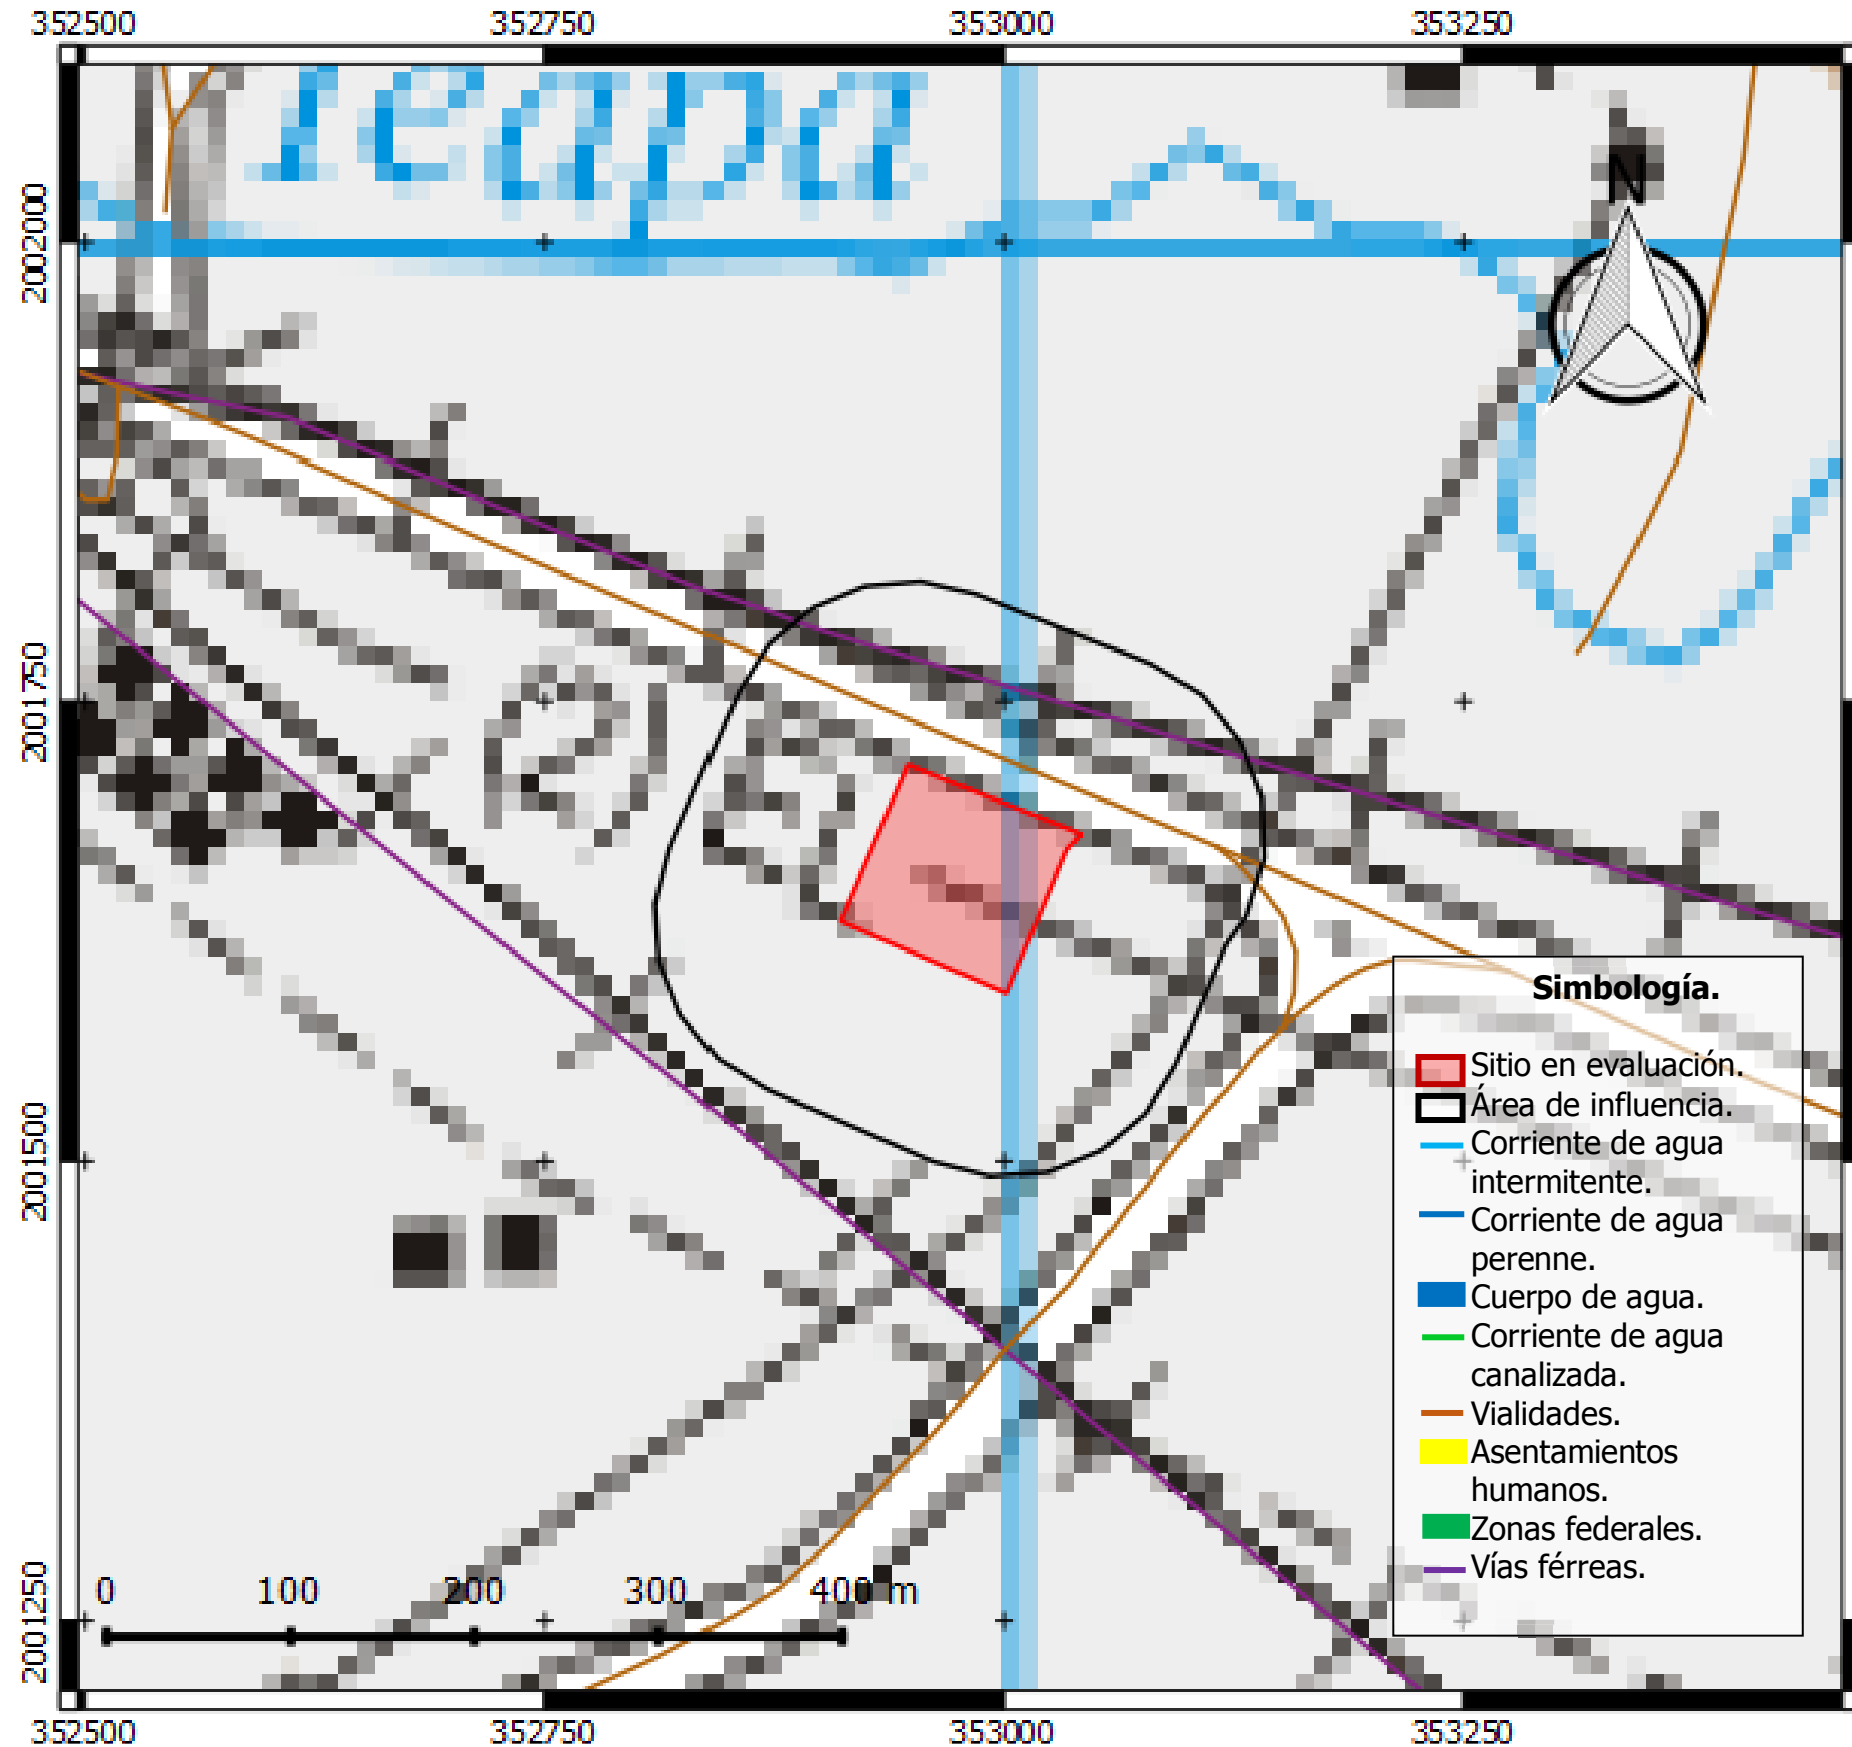 352500 352750 353000 353250
Teapa
N
2002000
2001750
2001500
2001250
Simbología.
Sitio en evaluación.
Área de influencia.
Corriente de agua
intermitente.
Corriente de agua
perenne.
Cuerpo de agua.
Corriente de agua
canalizada.
Vialidades.
Asentamientos
humanos.
Zonas federales.
Vías férreas.
0 100 200 300 400 m
352500 352750 353000 353250